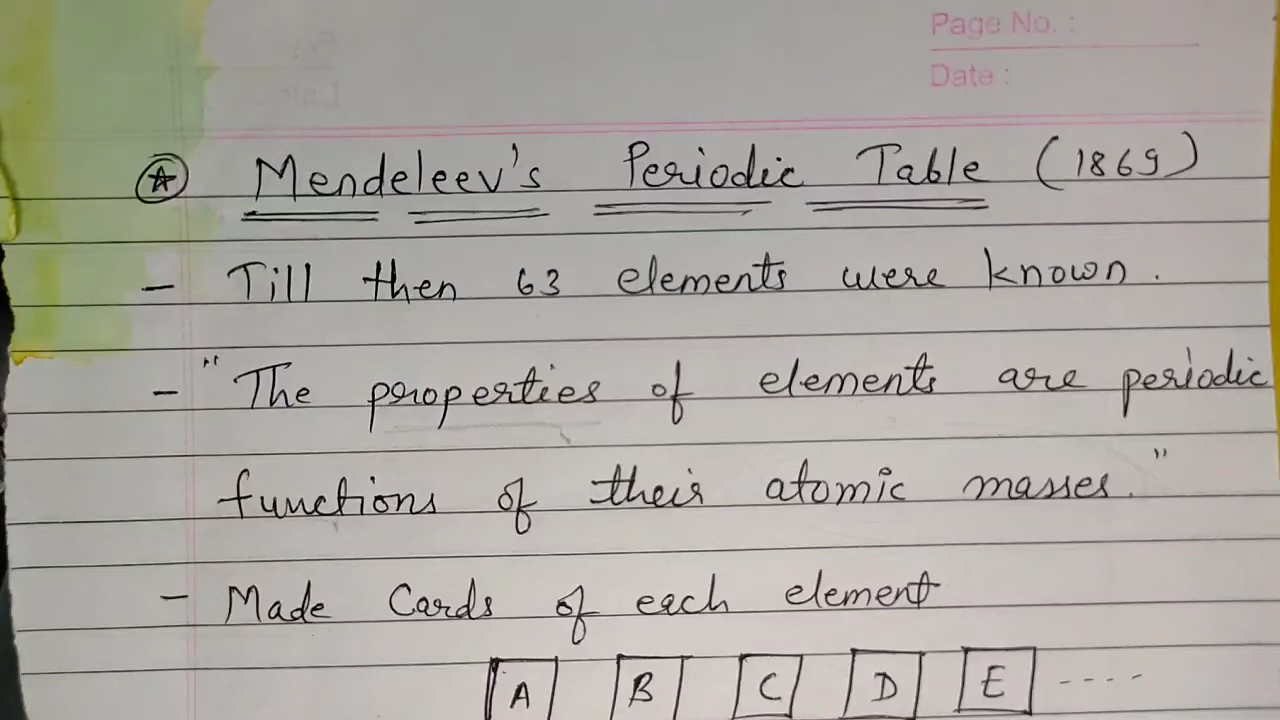 Page No. :
Date :
Mendeleev's Periodic Table (1869)
- Till then 63 elements were known.
- "The properties of elements are periodic
functions of their atomic masses."
- Made Cards of each element
A B C D E ----